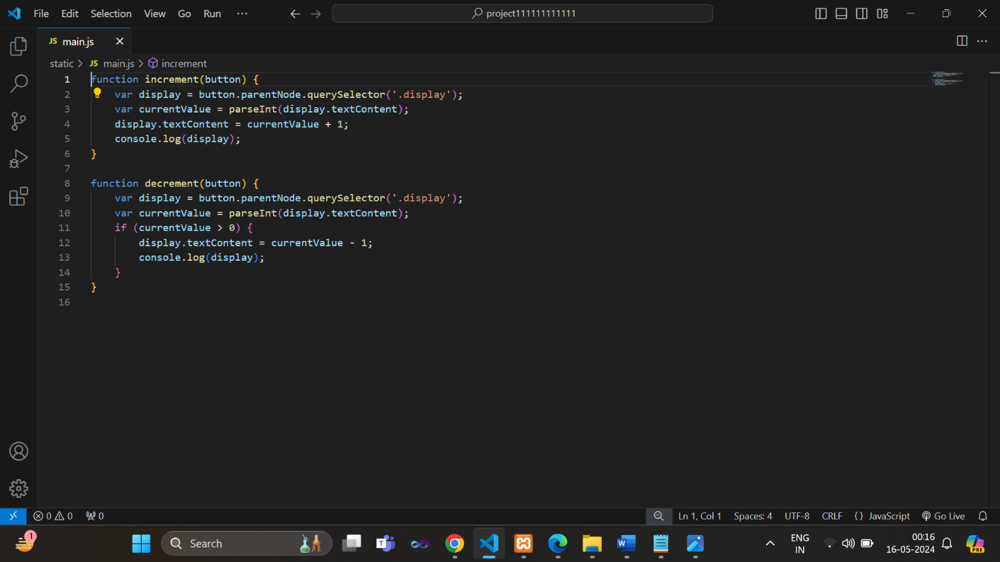 File Edit Selection View Go Run ··· project111111111111
JS main.js
static > JS main.js > increment
1 function increment(button) {
2 var display = button.parentNode.querySelector('.display');
3 var currentValue = parseInt(display.textContent);
4 display.textContent = currentValue + 1;
5 console.log(display);
6 }
7
8 function decrement(button) {
9 var display = button.parentNode.querySelector('.display');
10 var currentValue = parseInt(display.textContent);
11 if (currentValue > 0) {
12 display.textContent = currentValue - 1;
13 console.log(display);
14 }
15 }
16
0 0 0 Ln 1, Col 1 Spaces: 4 UTF-8 CRLF {} JavaScript Go Live
1 Search T W ENG IN 00:16 16-05-2024 PRE